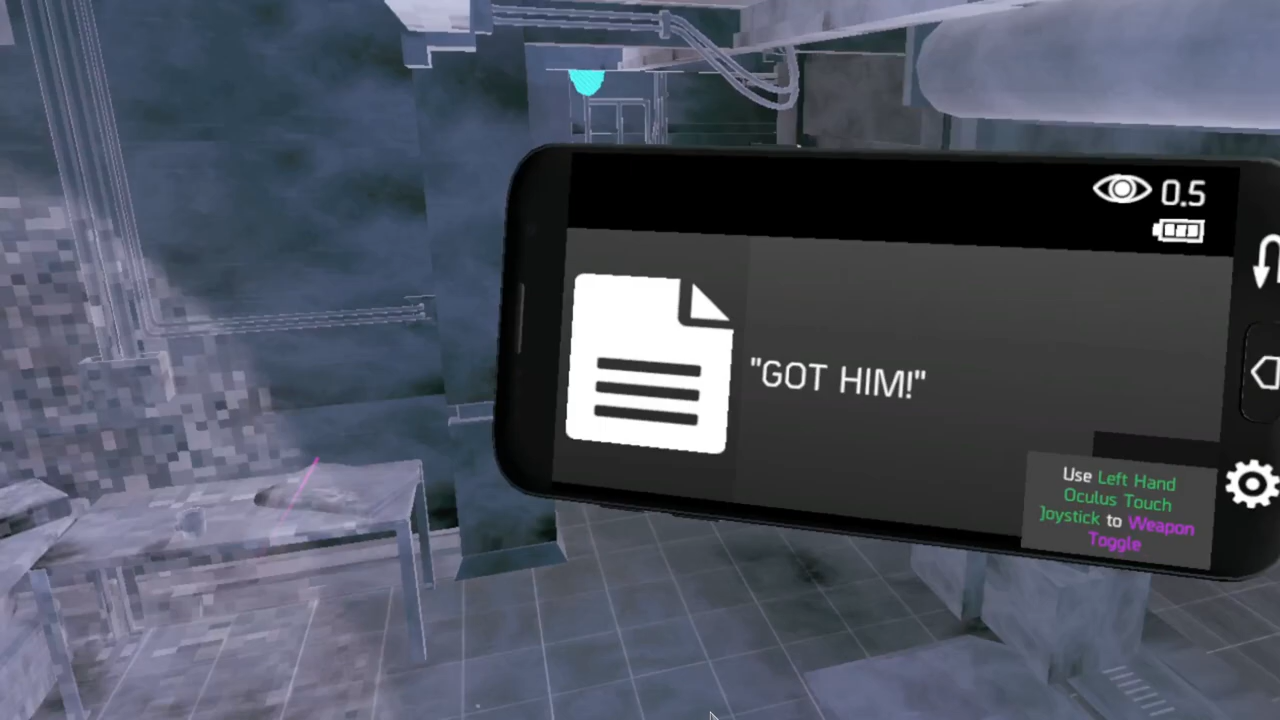 0.5
"GOT HIM!"
Use Left Hand
Oculus Touch
Joystick to Weapon
Toggle